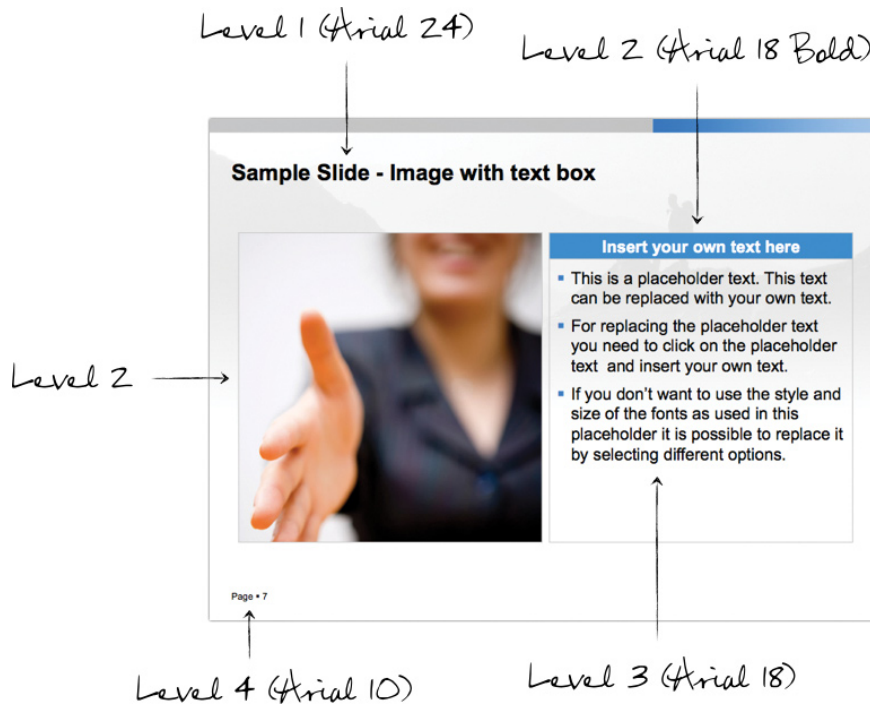 Level 1 (Arial 24)
Level 2 (Arial 18 Bold)
Sample Slide - Image with text box
Insert your own text here
▪ This is a placeholder text. This text
can be replaced with your own text.
▪ For replacing the placeholder text
you need to click on the placeholder
text and insert your own text.
▪ If you don't want to use the style and
size of the fonts as used in this
placeholder it is possible to replace it
by selecting different options.
Level 2
Page ▪ 7
Level 4 (Arial 10)
Level 3 (Arial 18)